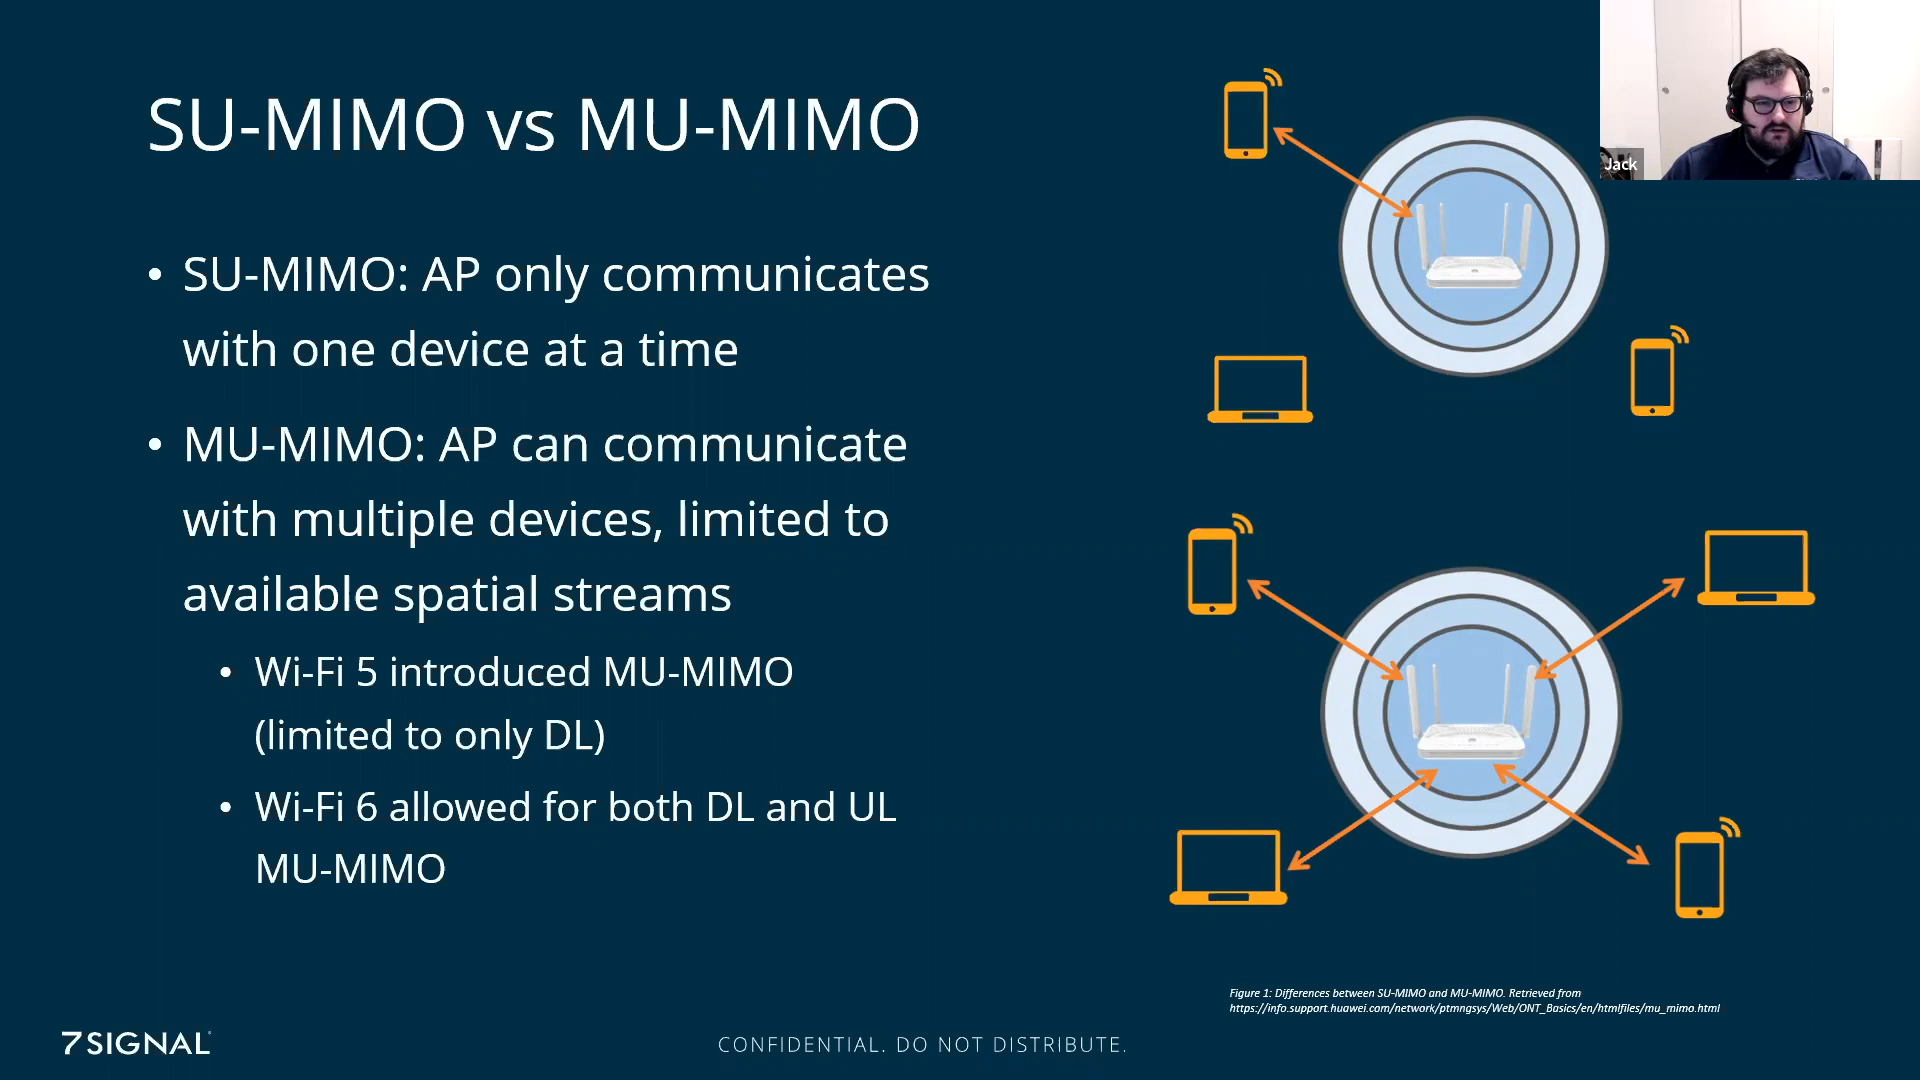 SU-MIMO vs MU-MIMO
• SU-MIMO: AP only communicates
with one device at a time
• MU-MIMO: AP can communicate
with multiple devices, limited to
available spatial streams
• Wi-Fi 5 introduced MU-MIMO
(limited to only DL)
• Wi-Fi 6 allowed for both DL and UL
MU-MIMO
Jack
Figure 1: Differences between SU-MIMO and MU-MIMO. Retrieved from
https://info.support.huawei.com/network/ptmngsys/Web/ONT_Basics/en/htmlfiles/mu_mimo.html
7SIGNAL
CONFIDENTIAL. DO NOT DISTRIBUTE.